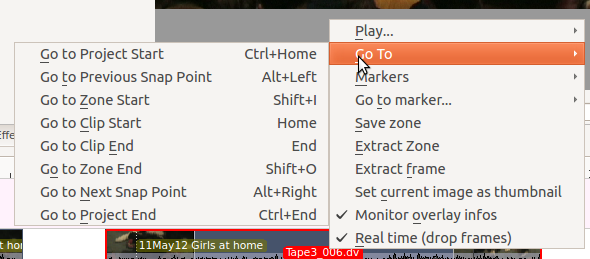 Play...
Go To
Markers
Go to marker...
Save zone
Extract Zone
Extract frame
Set current image as thumbnail
Monitor overlay infos
Real time (drop frames)
Go to Project Start Ctrl+Home
Go to Previous Snap Point Alt+Left
Go to Zone Start Shift+I
Go to Clip Start Home
Go to Clip End End
Go to Zone End Shift+O
Go to Next Snap Point Alt+Right
Go to Project End Ctrl+End
Effe
at ho
11May12 Girls at home
Tape3_006.dv